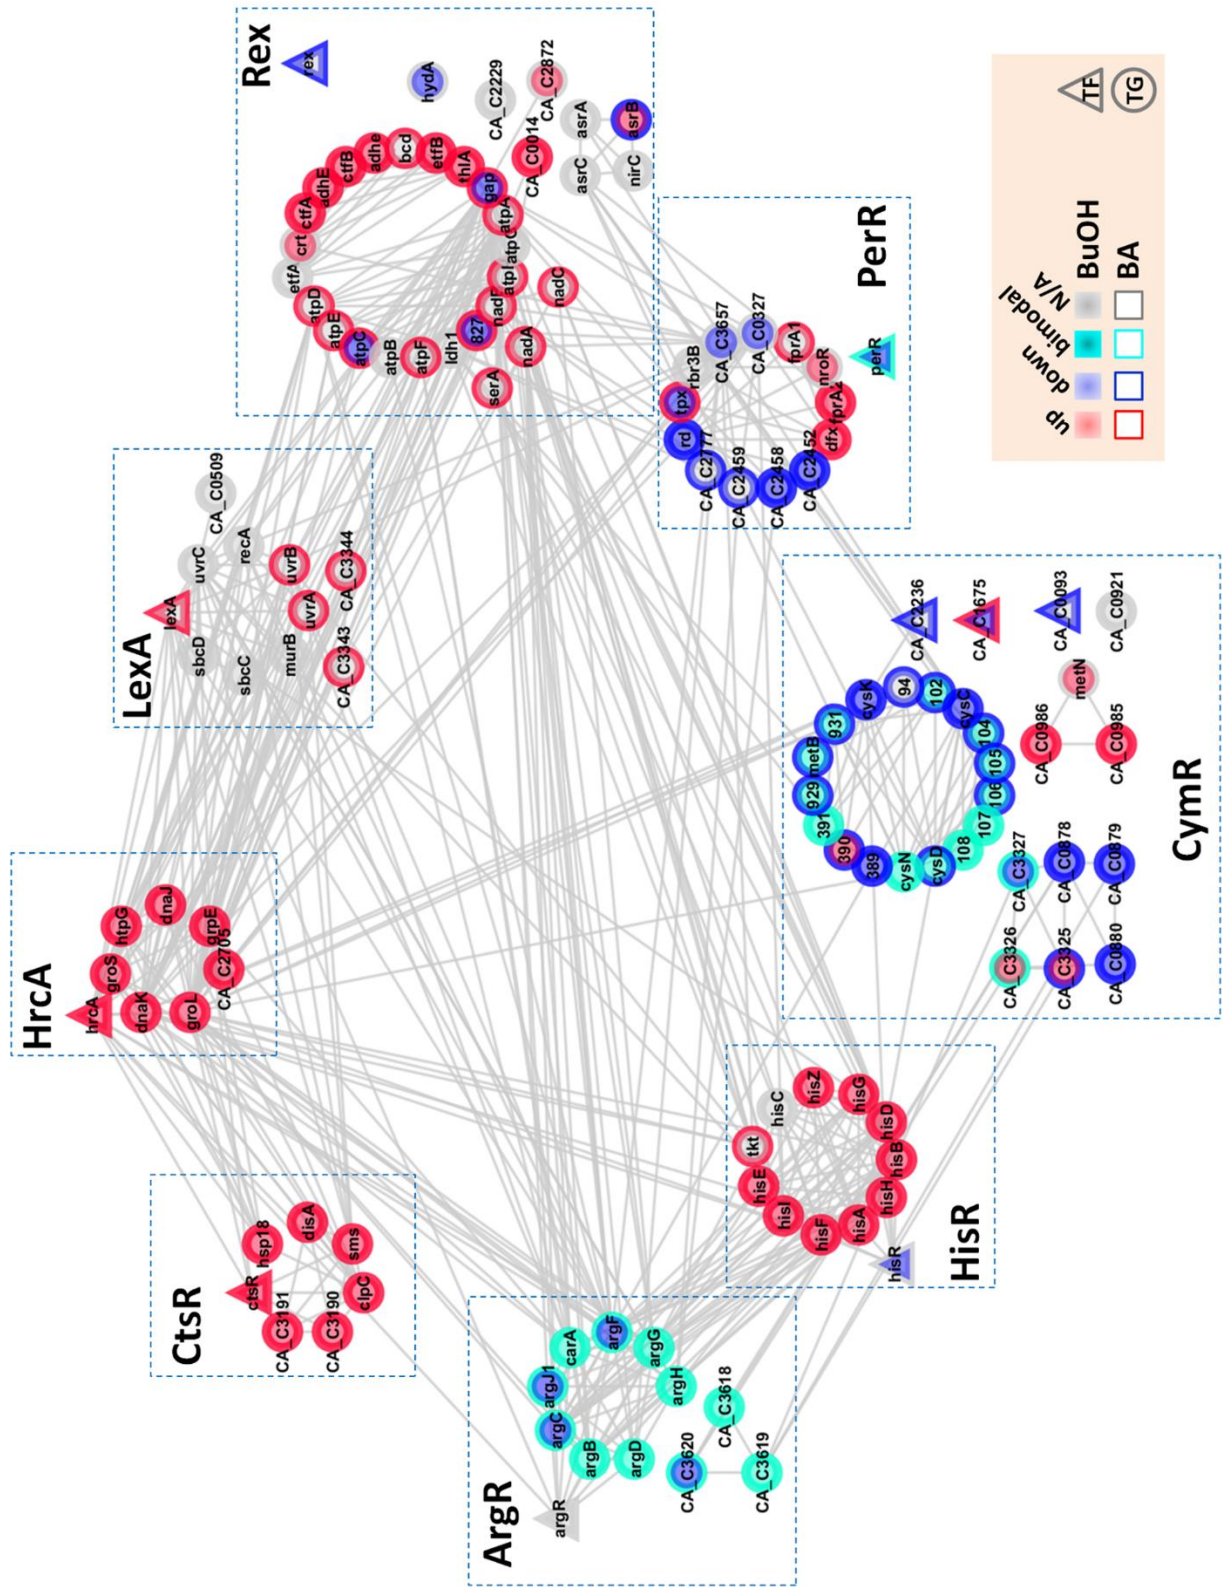 Rex
rex
hydA
CA_C2229
CA_C2872
CA_C0014
asrA
asrB
asrC
nirC
etfA
crt
ctfA
adhE
ctfB
adhe
bcd
etfB
thlA
gap
atpA
atpG
atpI
nadB
827
ldh1
atpF
atpB
atpC
atpE
atpD
serA
nadA
nadC
LexA
lexA
CA_C0509
uvrC
recA
uvrB
uvrA
CA_C3344
CA_C3343
murB
sbcD
sbcC
PerR
perR
rbr3B
CA_C3657
CA_C0327
fprA1
nroR
fprA2
dfx
CA_C2452
CA_C2458
CA_C2459
CA_C2777
rd
tpx
HrcA
hrcA
htpG
dnaJ
groS
grpE
CA_C2705
dnaK
groL
CtsR
ctsR
hsp18
disA
sms
clpC
CA_C3191
CA_C3190
CymR
CA_C2236
CA_C1675
CA_C0093
CA_C0921
metN
CA_C0986
CA_C0985
cysK
94
102
cysC
104
105
106
107
108
cysD
cysN
389
390
391
929
metB
931
CA_C3327
CA_C0878
CA_C0879
CA_C3326
CA_C3325
CA_C0880
HisR
hisR
hisC
hisZ
hisG
hisD
hisB
hisH
hisA
hisF
hisI
hisE
tkt
ArgR
argR
carA
argF
argG
argH
argJ1
argC
argB
argD
CA_C3618
CA_C3620
CA_C3619
up
down
bimodal
N/A
BuOH
BA
TF
TG